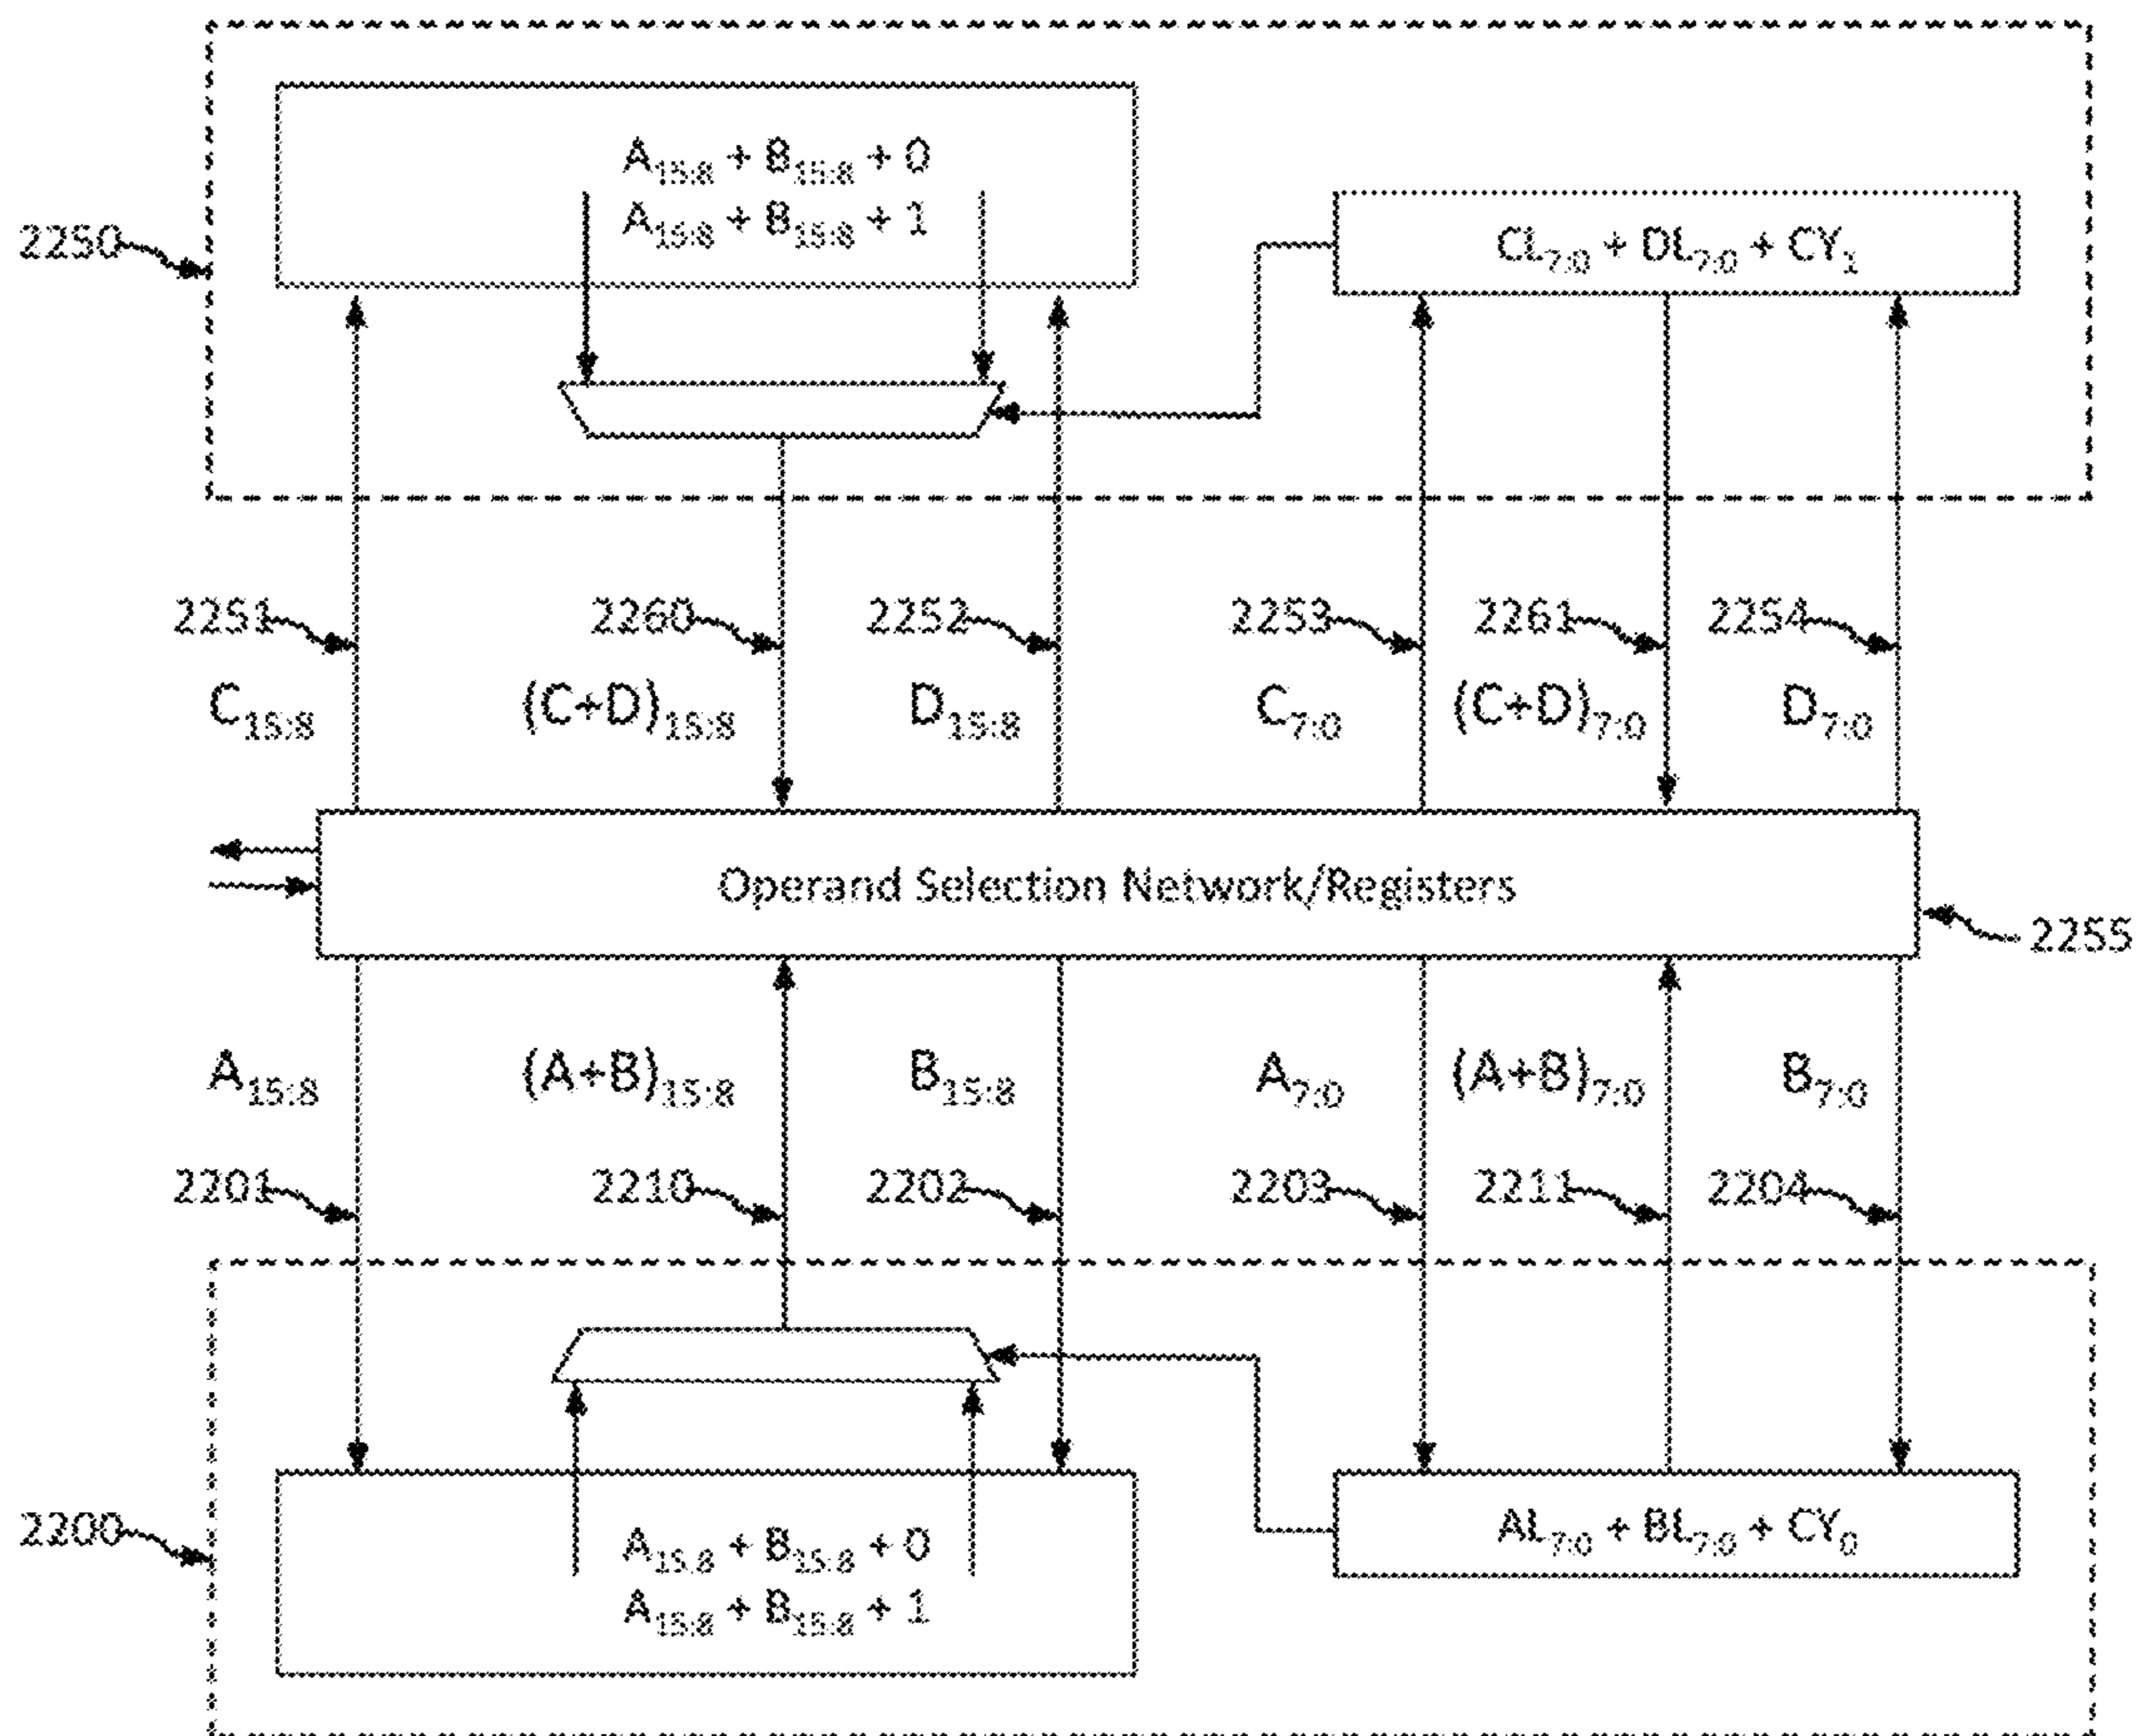 A15:8 + B15:8 + 0
A15:8 + B15:8 + 1
CL7:0 + DL7:0 + CY1
2250
2251
2260
2252
2253
2261
2254
C15:8
(C+D)15:8
D15:8
C7:0
(C+D)7:0
D7:0
Operand Selection Network/Registers
2255
A15:8
(A+B)15:8
B15:8
A7:0
(A+B)7:0
B7:0
2201
2210
2202
2203
2211
2204
2200
A15:8 + B15:8 + 0
A15:8 + B15:8 + 1
AL7:0 + BL7:0 + CY0